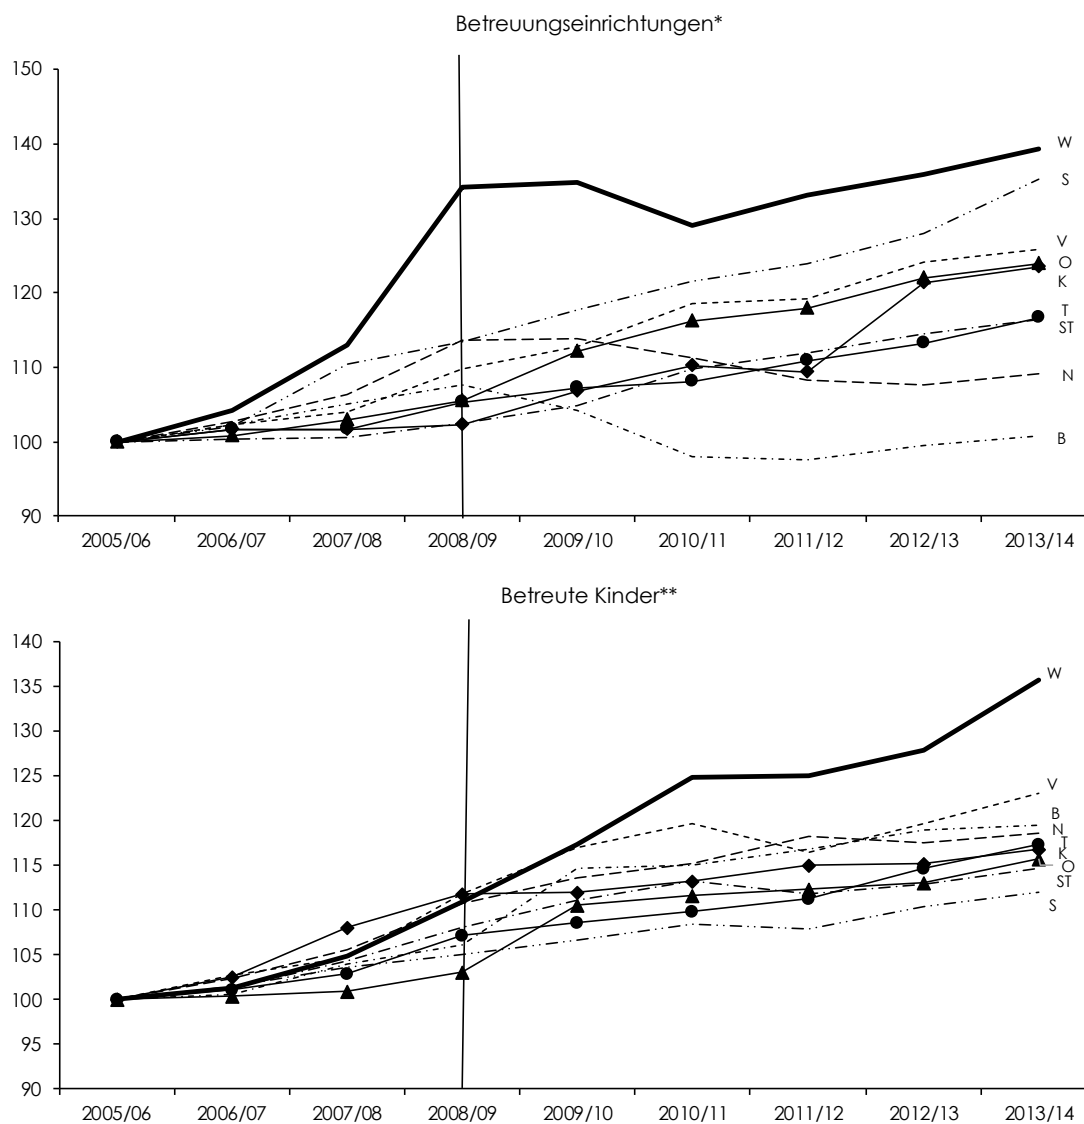 Betreuungseinrichtungen*
150
140
130
120
110
100
90
W
S
V
O
K
T
ST
N
B
2005/06 2006/07 2007/08 2008/09 2009/10 2010/11 2011/12 2012/13 2013/14
Betreute Kinder**
140
135
130
125
120
115
110
105
100
95
90
W
V
B
N
T
K
O
ST
S
2005/06 2006/07 2007/08 2008/09 2009/10 2010/11 2011/12 2012/13 2013/14